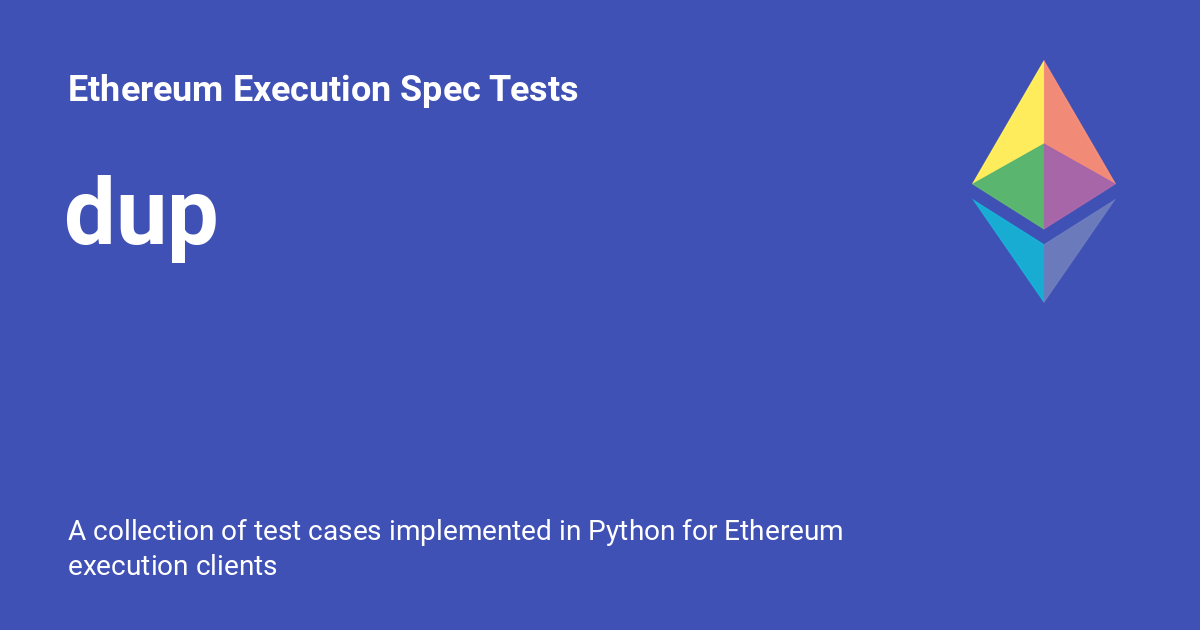 Ethereum Execution Spec Tests
dup
A collection of test cases implemented in Python for Ethereum
execution clients